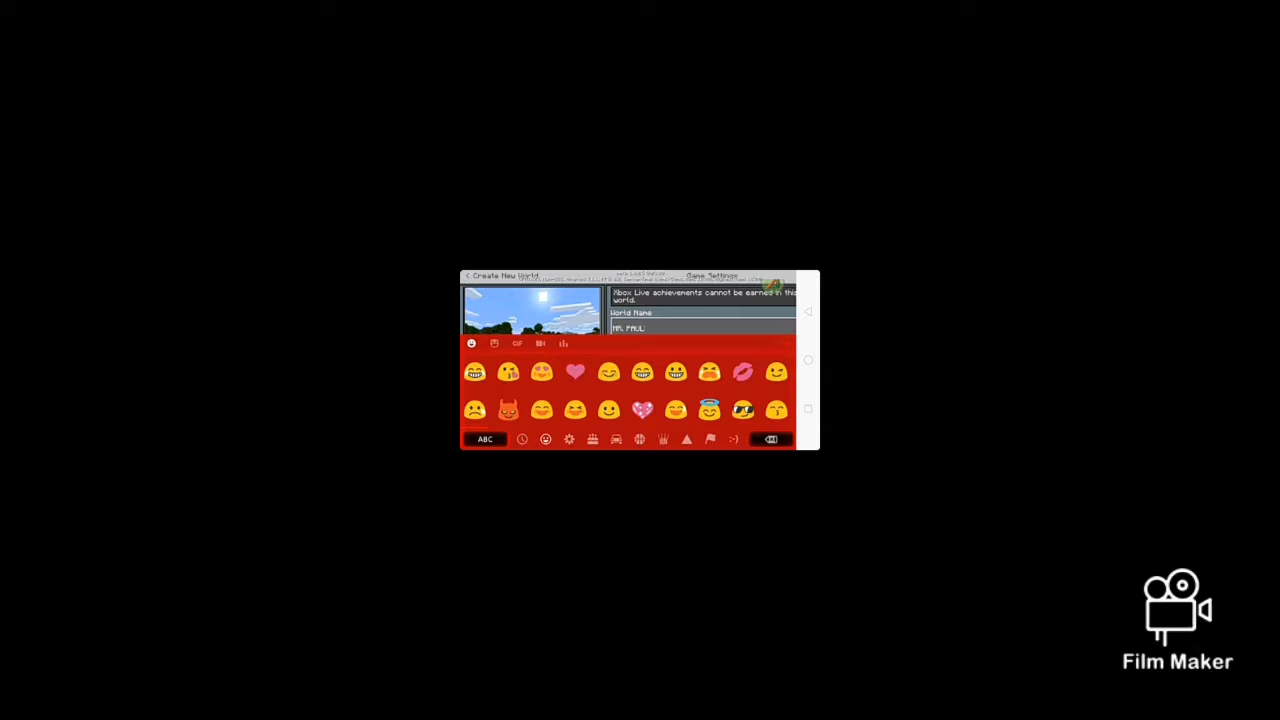 < Create New World
Game Settings
Xbox Live achievements cannot be earned in this
world.
World Name
MR. PAUL
GIF
ABC
:-)
Film Maker